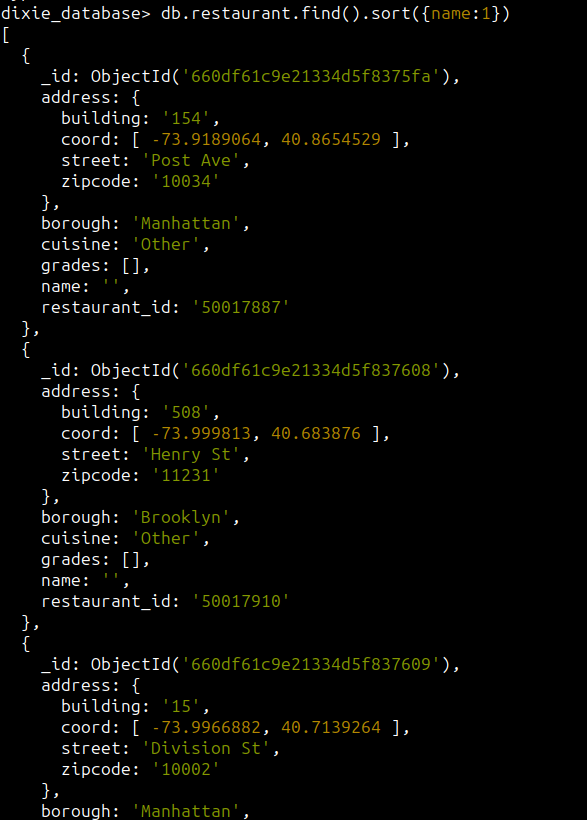 dixie_database> db.restaurant.find().sort({name:1})
[
  {
    _id: ObjectId('660df61c9e21334d5f8375fa'),
    address: {
      building: '154',
      coord: [ -73.9189064, 40.8654529 ],
      street: 'Post Ave',
      zipcode: '10034'
    },
    borough: 'Manhattan',
    cuisine: 'Other',
    grades: [],
    name: '',
    restaurant_id: '50017887'
  },
  {
    _id: ObjectId('660df61c9e21334d5f837608'),
    address: {
      building: '508',
      coord: [ -73.999813, 40.683876 ],
      street: 'Henry St',
      zipcode: '11231'
    },
    borough: 'Brooklyn',
    cuisine: 'Other',
    grades: [],
    name: '',
    restaurant_id: '50017910'
  },
  {
    _id: ObjectId('660df61c9e21334d5f837609'),
    address: {
      building: '15',
      coord: [ -73.9966882, 40.7139264 ],
      street: 'Division St',
      zipcode: '10002'
    },
    borough: 'Manhattan',